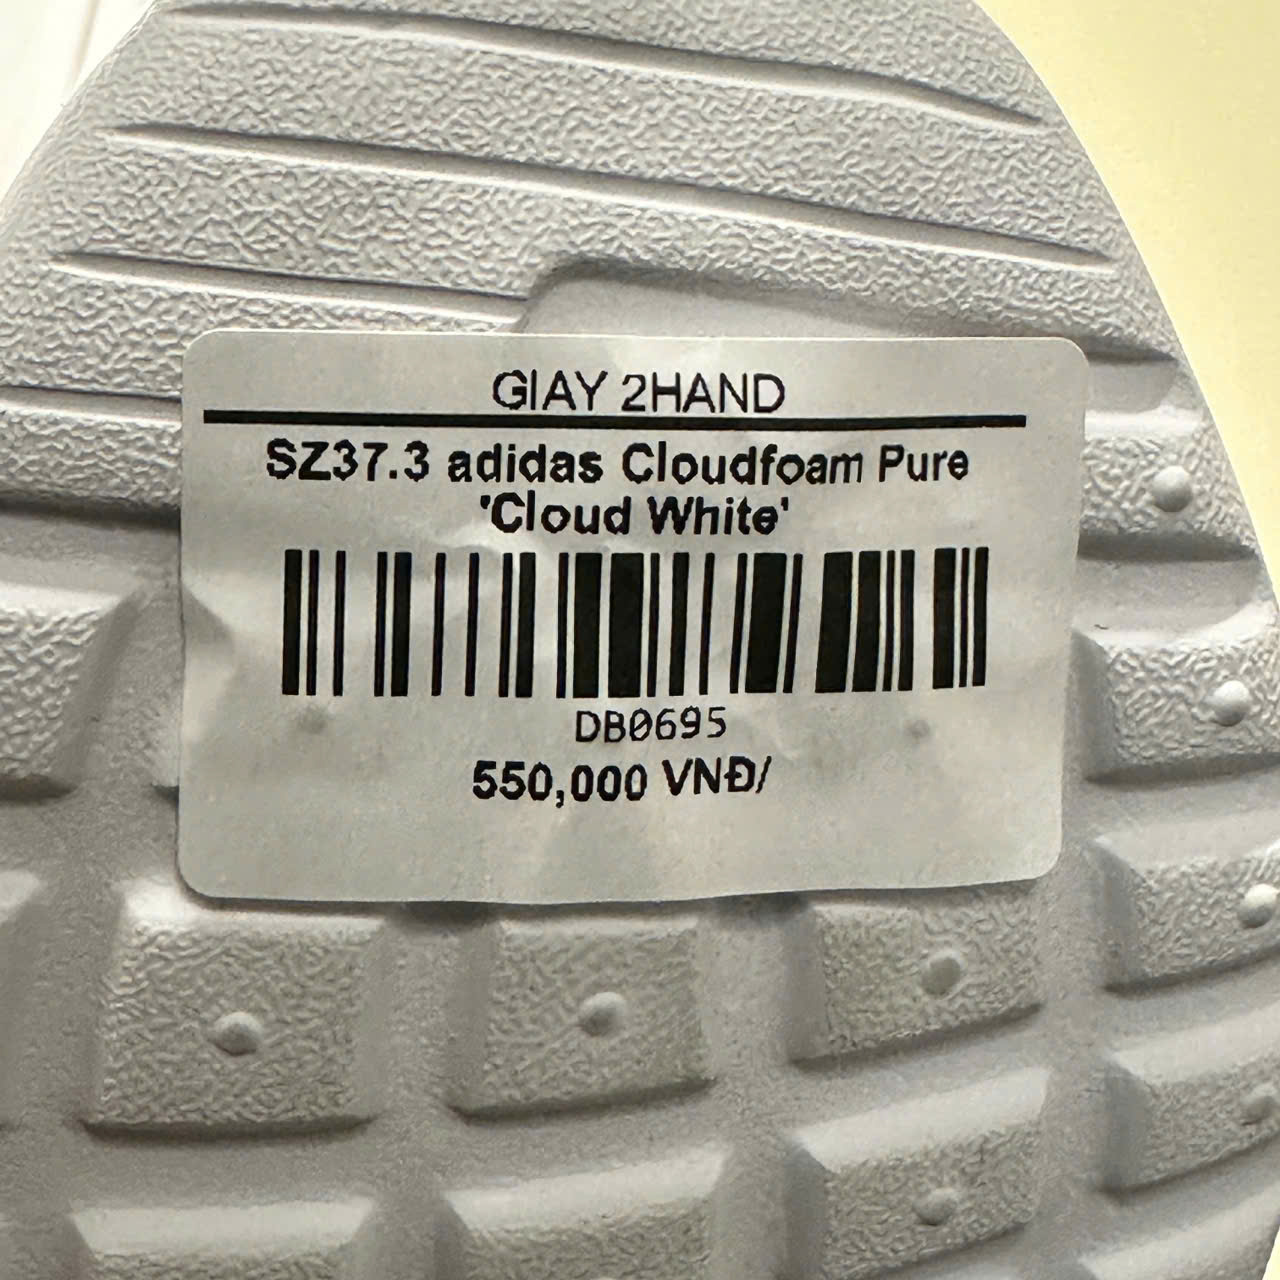 GIAY 2HAND
SZ37.3 adidas Cloudfoam Pure
'Cloud White'
DB0695
550,000 VNĐ/